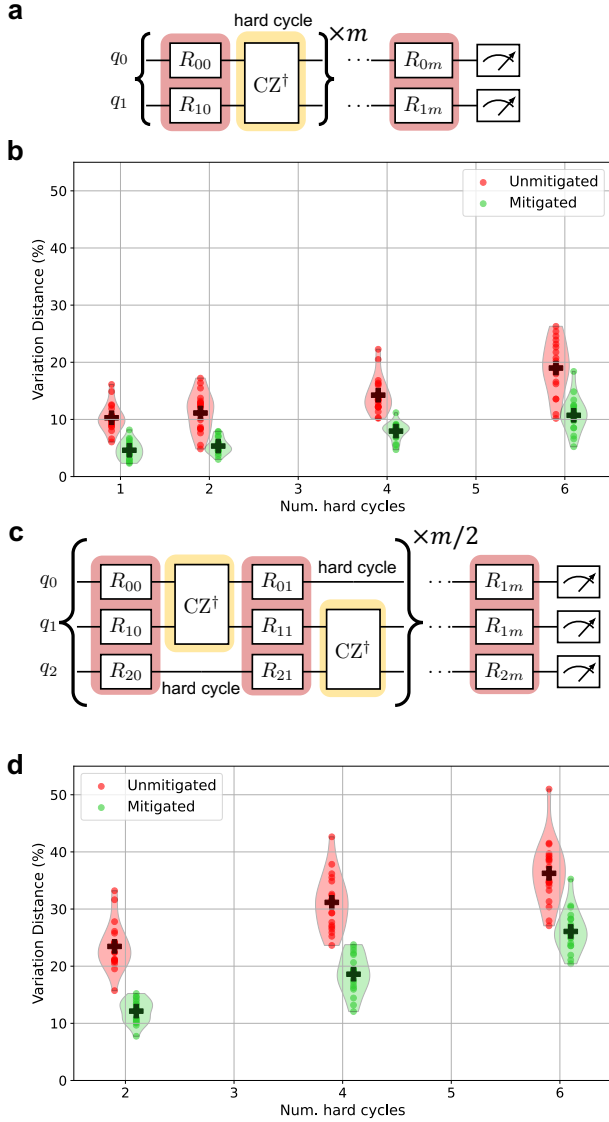 a
hard cycle
×m
q0 R00 CZ† ··· R0m
q1 R10 ··· R1m
b
Unmitigated
Mitigated
Variation Distance (%)
50
40
30
20
10
0
1 2 3 4 5 6
Num. hard cycles
c
×m/2
q0 R00 CZ† R01 hard cycle ··· R1m
q1 R10 R11 CZ† ··· R1m
q2 R20 hard cycle R21 ··· R2m
d
Unmitigated
Mitigated
Variation Distance (%)
50
40
30
20
10
0
2 3 4 5 6
Num. hard cycles